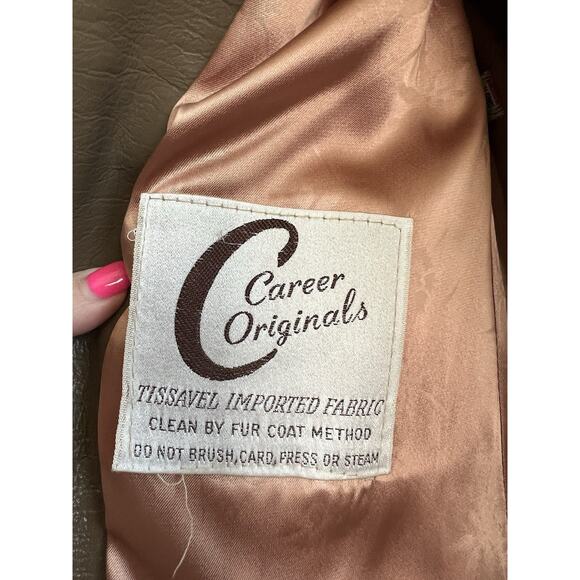 Career
Originals
TISSAVEL IMPORTED FABRIC
CLEAN BY FUR COAT METHOD
DO NOT BRUSH, CARD, PRESS OR STEAM